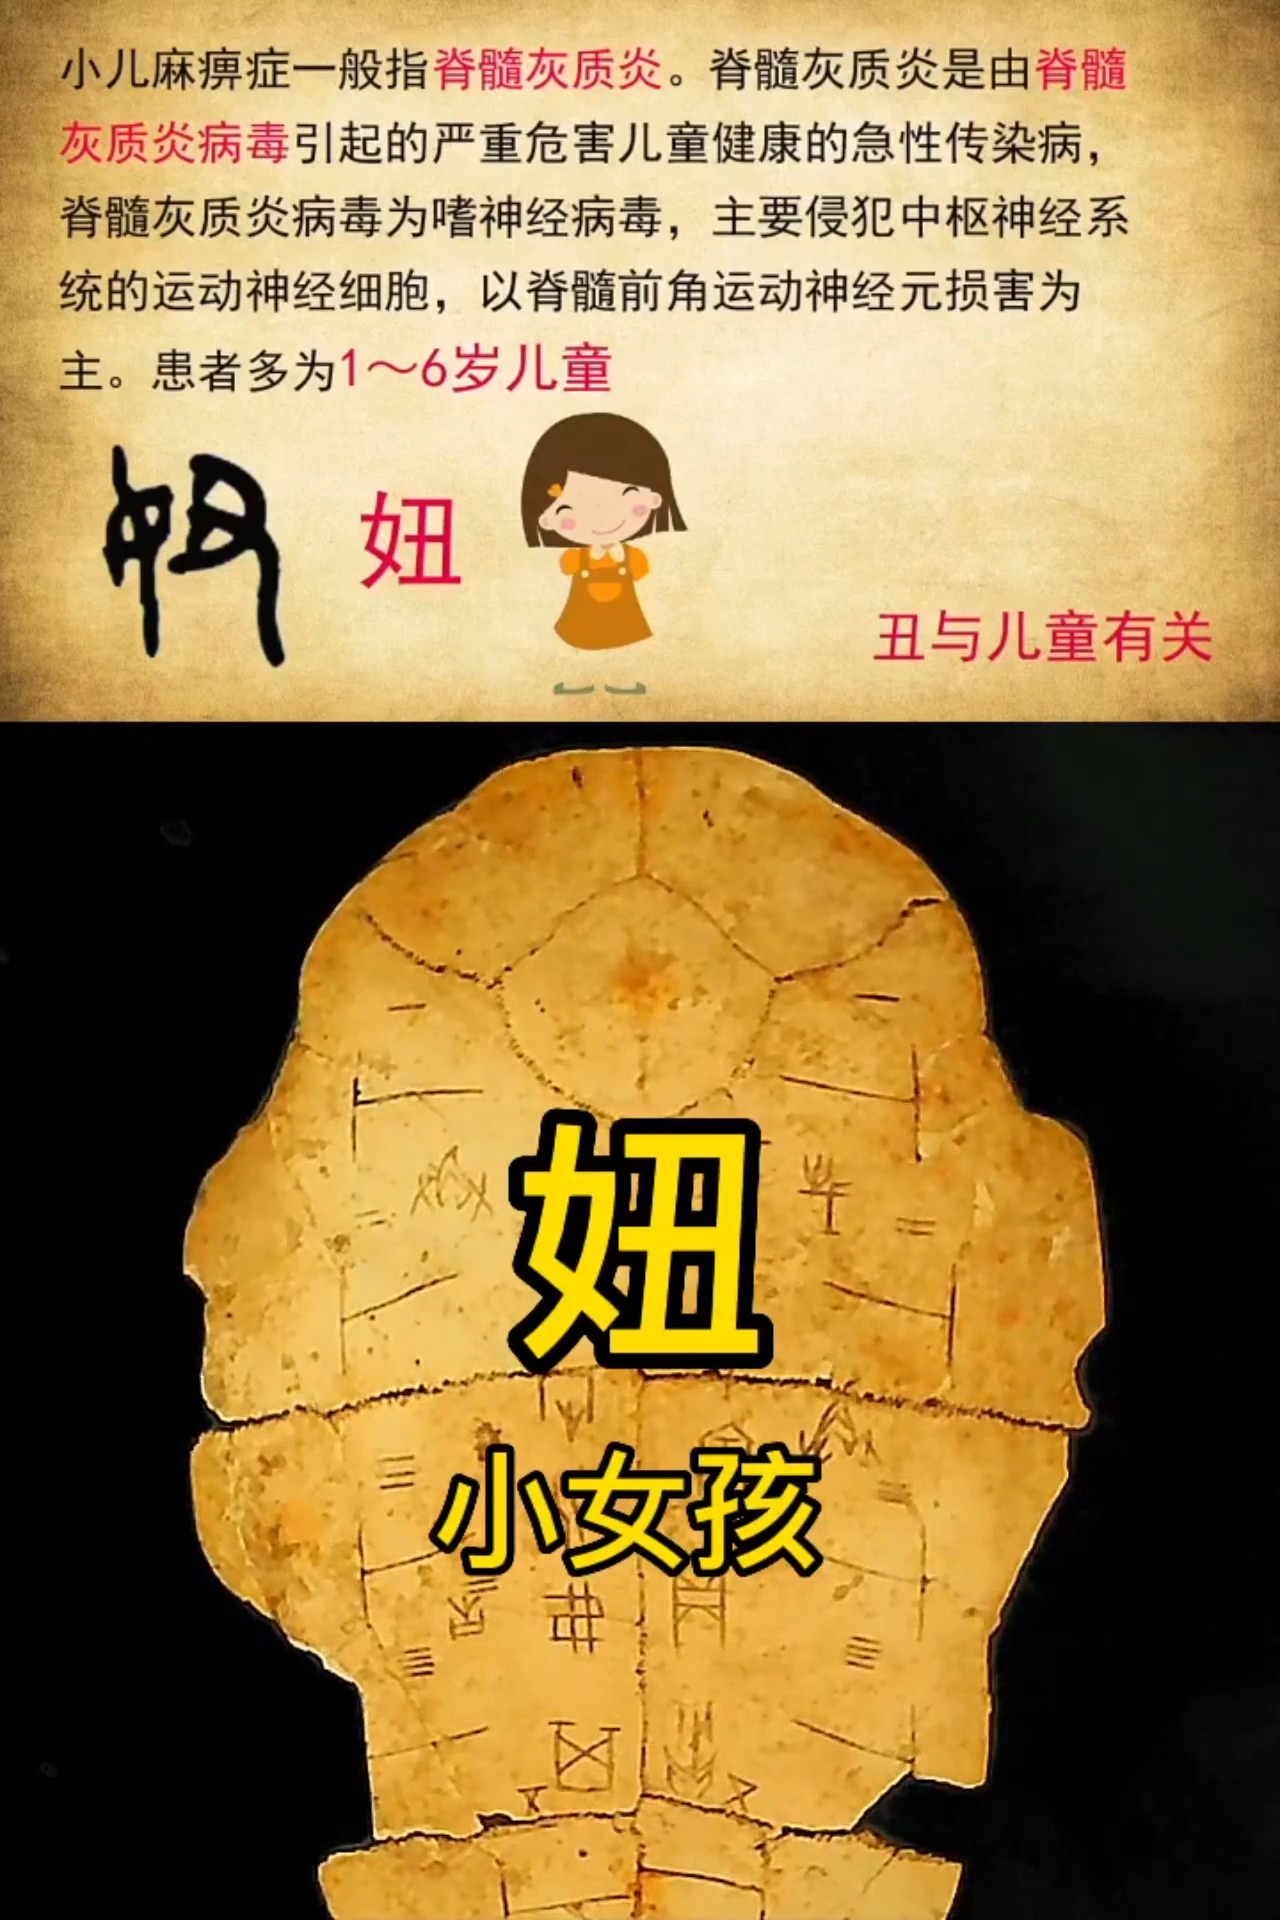 小儿麻痹症一般指脊髓灰质炎。脊髓灰质炎是由脊髓
灰质炎病毒引起的严重危害儿童健康的急性传染病，
脊髓灰质炎病毒为嗜神经病毒，主要侵犯中枢神经系
统的运动神经细胞，以脊髓前角运动神经元损害为
主。患者多为1～6岁儿童
妞
丑与儿童有关
妞
小女孩